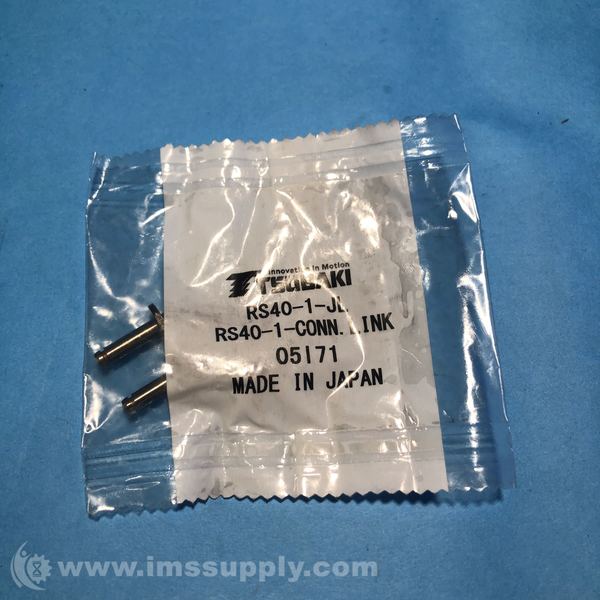 Innovation in Motion
TSUBAKI
RS40-1-JL
RS40-1-CONN.LINK
05171
MADE IN JAPAN
www.imssupply.com